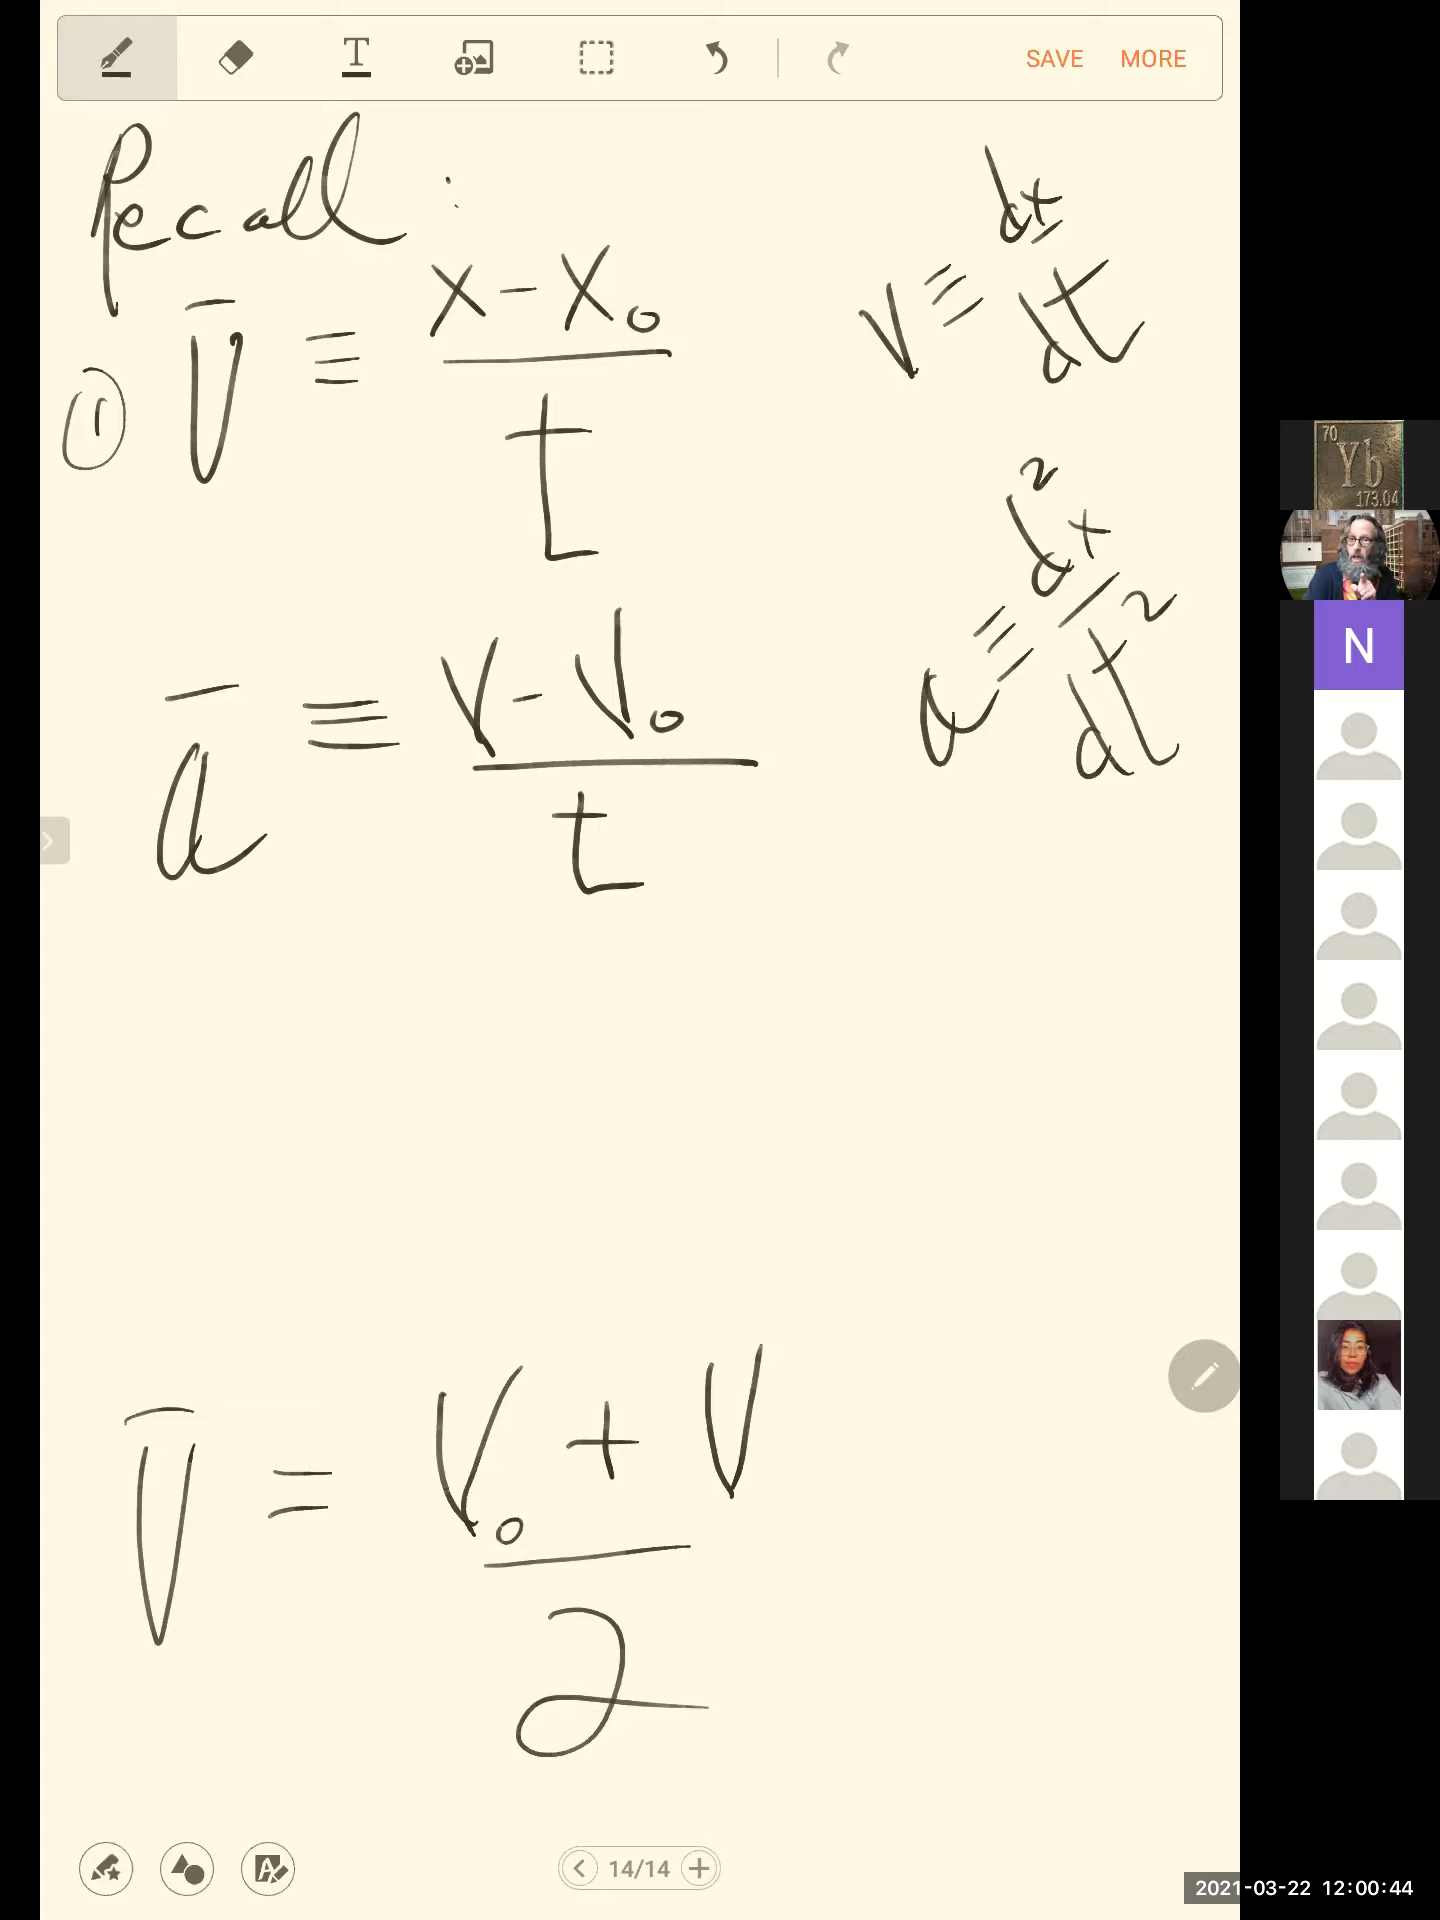 T
SAVE MORE
Recall :
① V̄ ≡ x - x₀ / t
v ≡ dx / dt
ā ≡ v - v₀ / t
a ≡ d²x / dt²
V̄ = V₀ + V / 2
70
Yb
173.04
N
A
14/14
2021-03-22 12:00:44